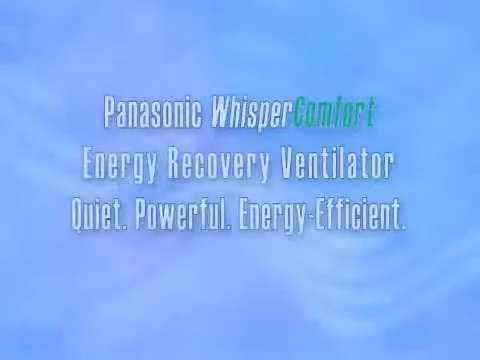 Panasonic WhisperComfort
Energy Recovery Ventilator
Quiet. Powerful. Energy-Efficient.